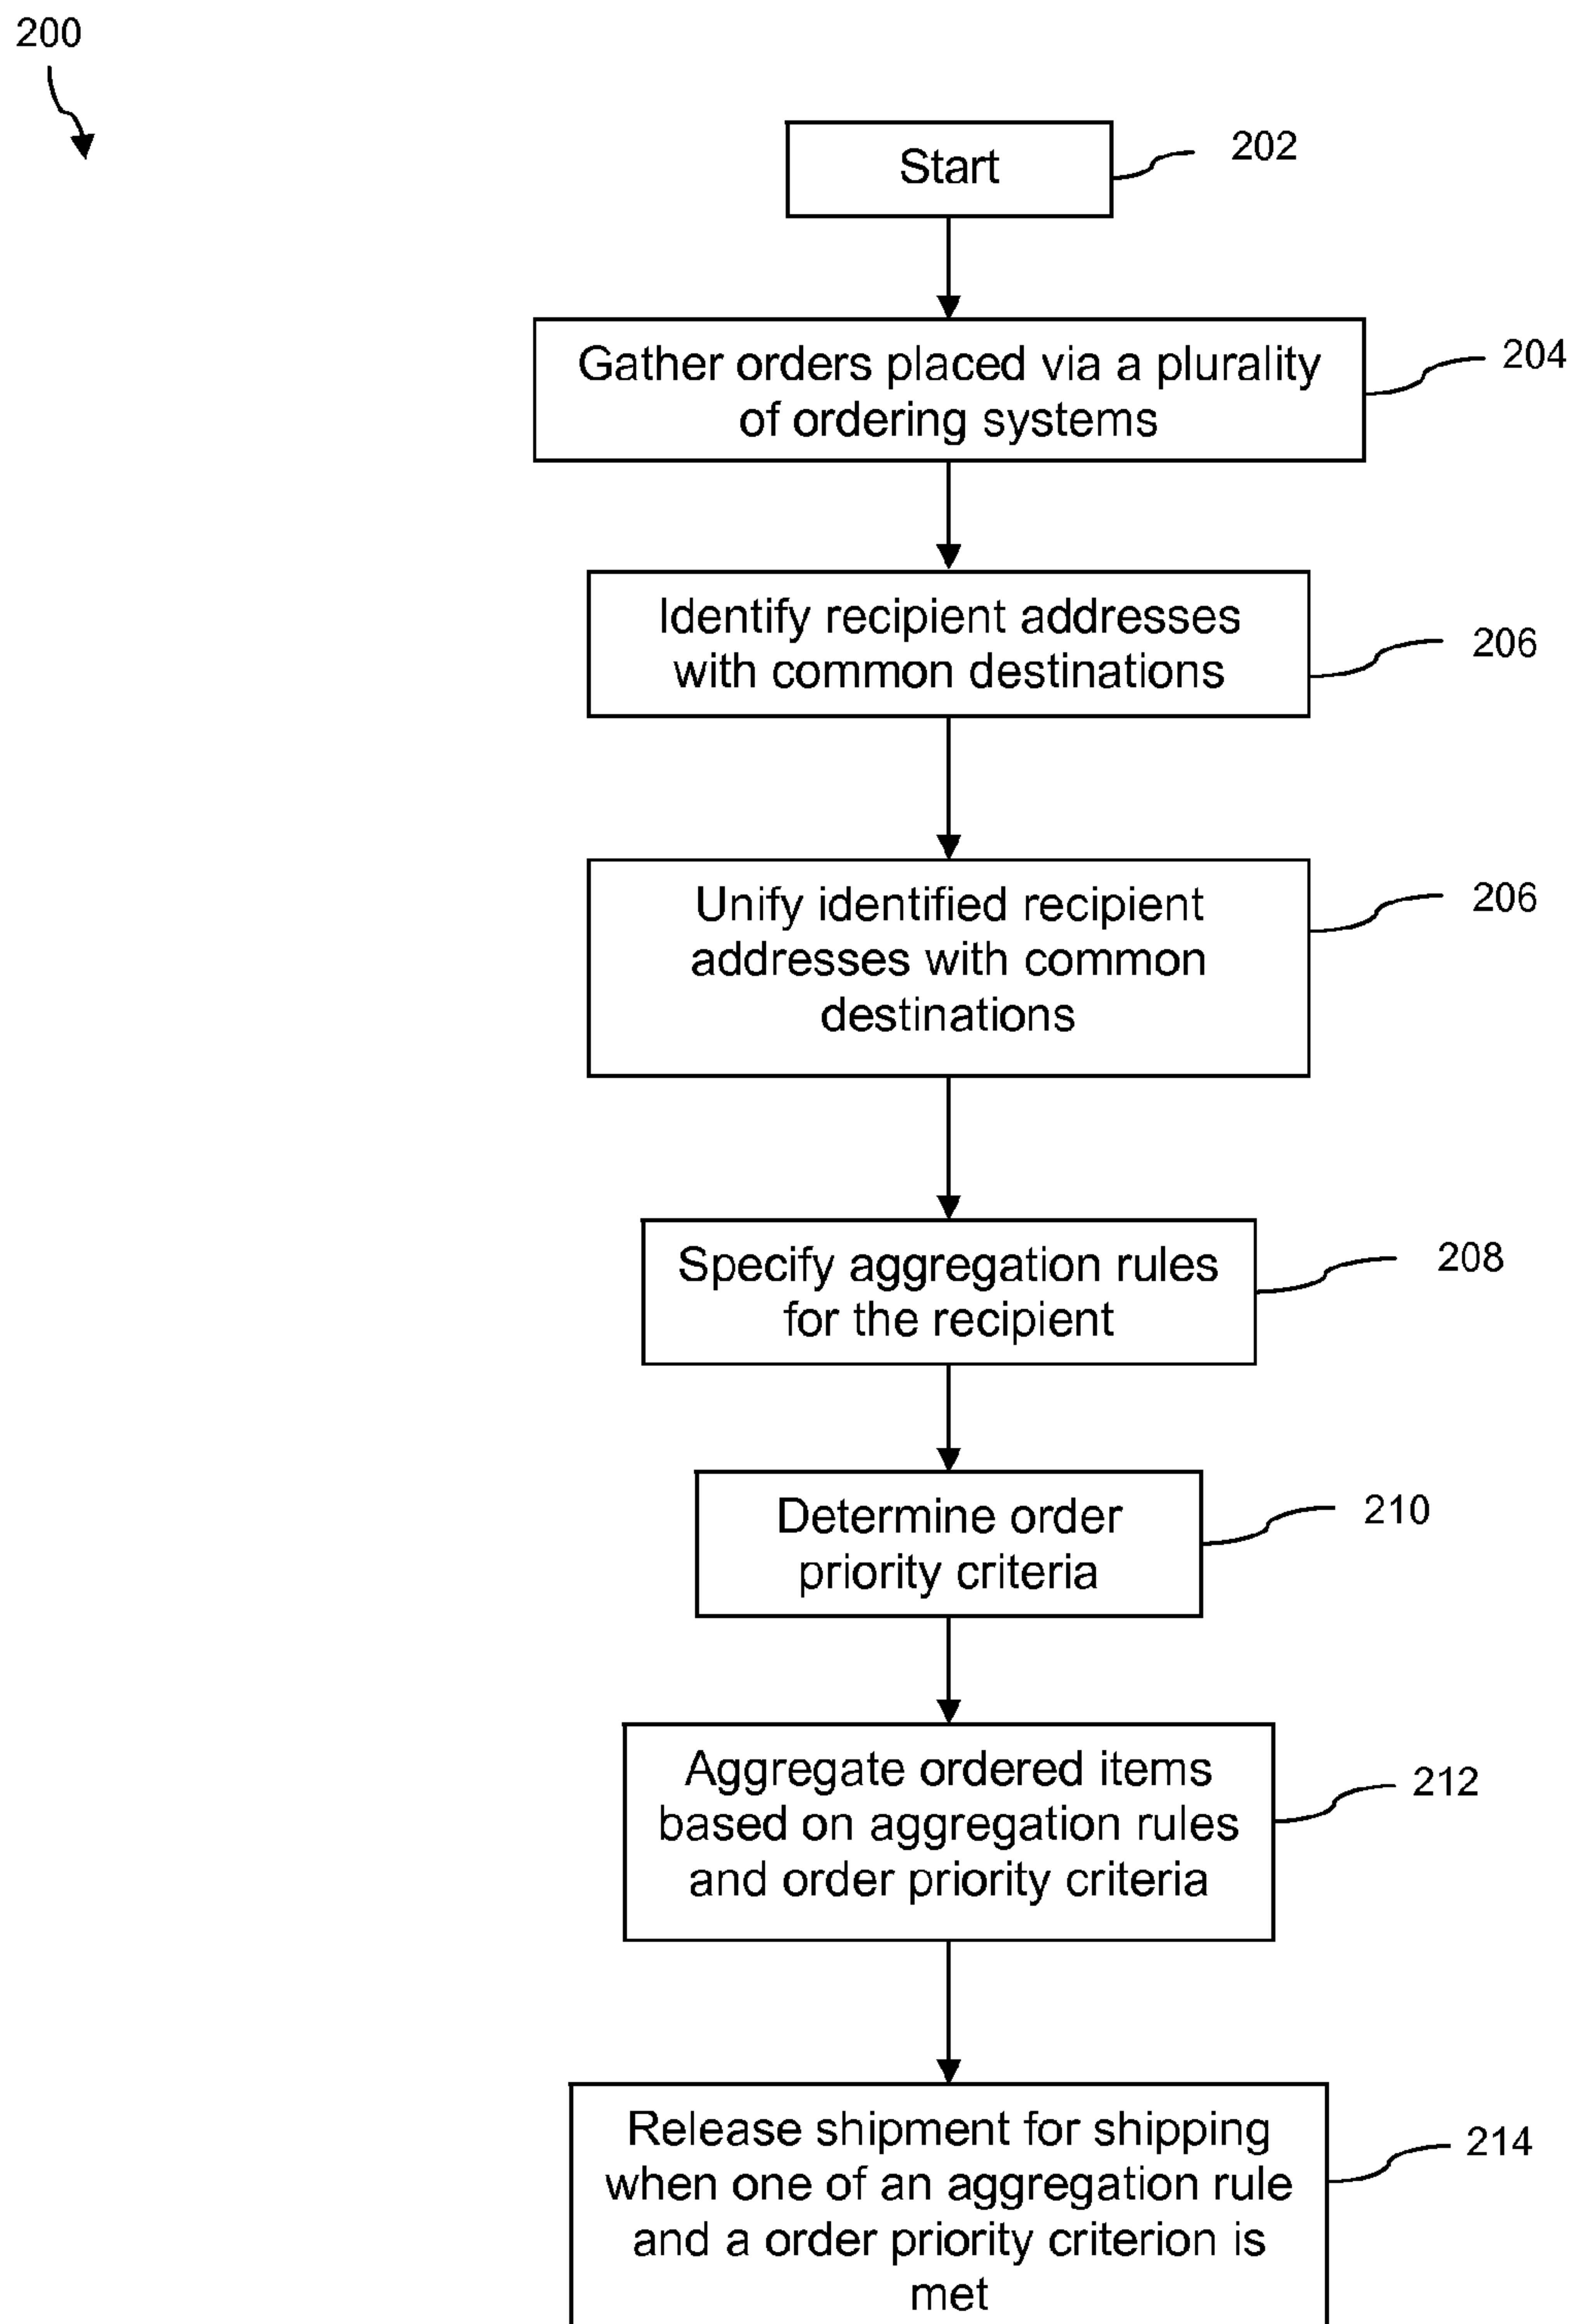 200
Start
202
Gather orders placed via a plurality
of ordering systems
204
Identify recipient addresses
with common destinations
206
Unify identified recipient
addresses with common
destinations
206
Specify aggregation rules
for the recipient
208
Determine order
priority criteria
210
Aggregate ordered items
based on aggregation rules
and order priority criteria
212
Release shipment for shipping
when one of an aggregation rule
and a order priority criterion is
met
214